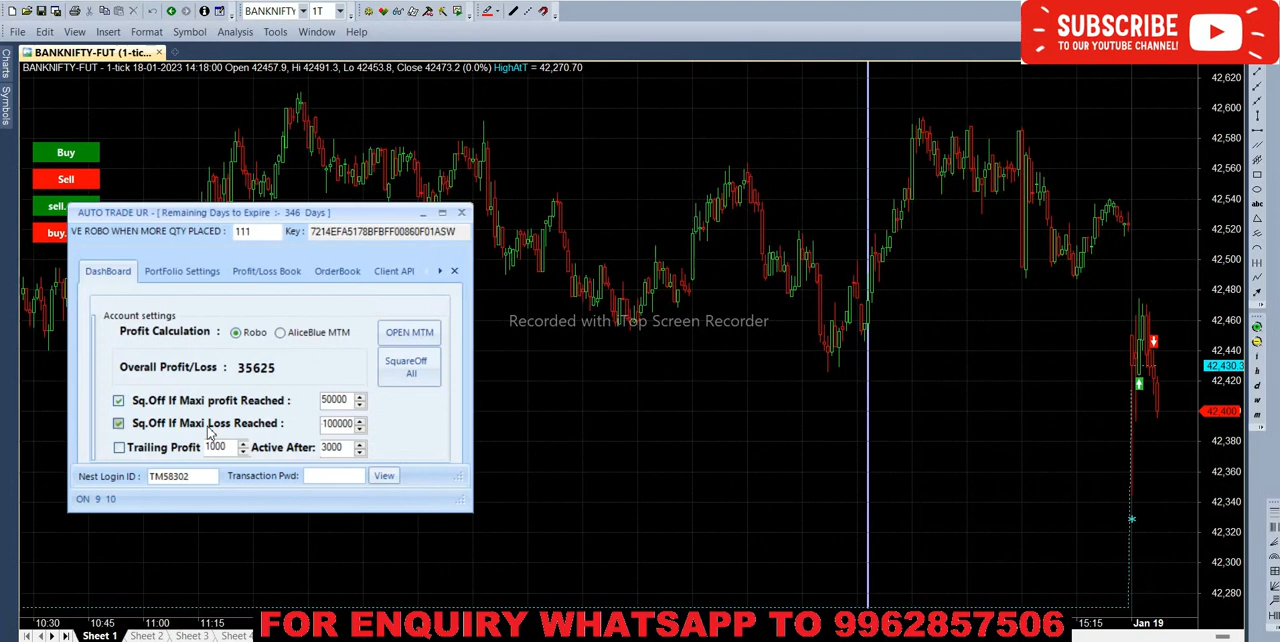 BANKNIFTY
1T
SUBSCRIBE
TO OUR YOUTUBE CHANNEL!
File Edit View Insert Format Symbol Analysis Tools Window Help
BANKNIFTY-FUT (1-tick...
BANKNIFTY-FUT - 1-tick 18-01-2023 14:18:00 Open 42457.9, Hi 42491.3, Lo 42453.8, Close 42473.2 (0.0%) HighAtT = 42,270.70
Charts
Symbols
Buy
Sell
sell.
buy.
AUTO TRADE UR - [ Remaining Days to Expire :- 346 Days ]
VE ROBO WHEN MORE QTY PLACED : 111 Key : 7214EFA5178BFBFF00860F01ASW
DashBoard PortFolio Settings Profit/Loss Book OrderBook Client API
Account settings
Profit Calculation : Robo AliceBlue MTM OPEN MTM
Overall Profit/Loss : 35625
SquareOff
All
Sq.Off If Maxi profit Reached : 50000
Sq.Off If Maxi Loss Reached : 100000
Trailing Profit 1000 Active After: 3000
Nest Login ID : TM58302 Transaction Pwd: View
ON 9 10
Recorded with Top Screen Recorder
abc
42,620
42,600
42,580
42,560
42,540
42,520
42,500
42,480
42,460
42,440
42,430.3
42,420
42,400
42,380
42,360
42,340
42,320
42,300
42,280
10:30 10:45 11:00 11:15 15:15 Jan 19
FOR ENQUIRY WHATSAPP TO 9962857506
Sheet 1 Sheet 2 Sheet 3 Sheet 4